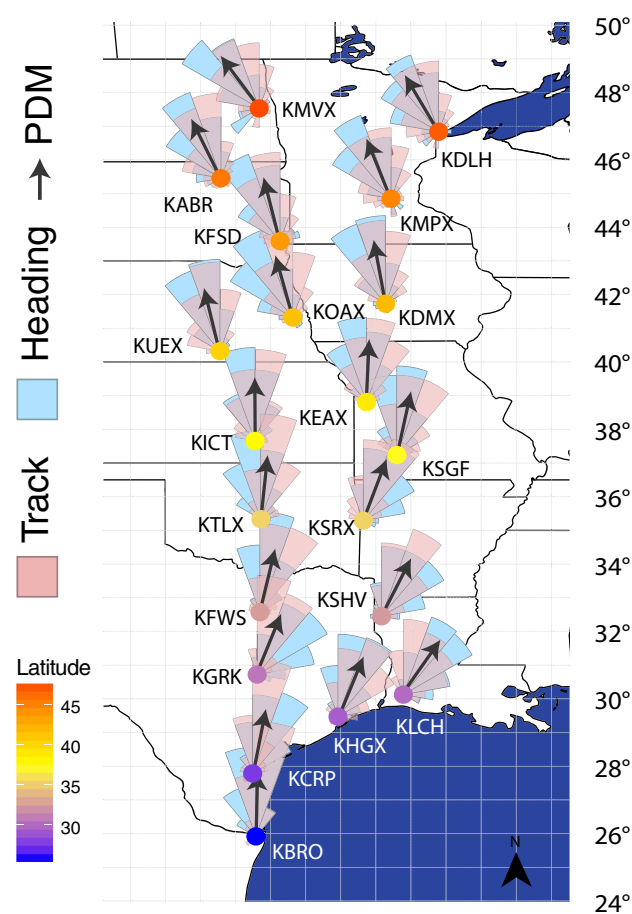 PDM
Heading
Track
Latitude
45
40
35
30
50°
48°
46°
44°
42°
40°
38°
36°
34°
32°
30°
28°
26°
24°
KMVX
KDLH
KABR
KMPX
KFSD
KOAX
KDMX
KUEX
KEAX
KICT
KSGF
KTLX
KSRX
KSHV
KFWS
KGRK
KLCH
KHGX
KCRP
KBRO
N